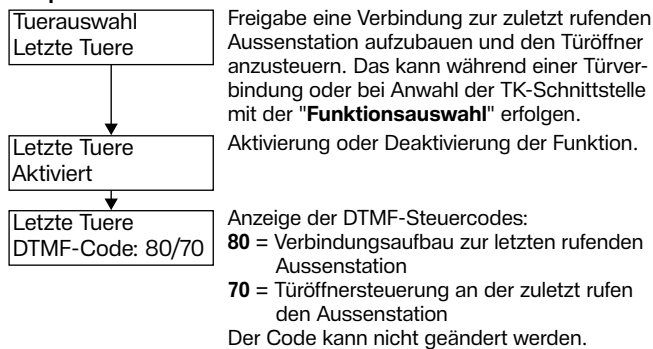 Tuerauswahl
Letzte Tuere
Freigabe eine Verbindung zur zuletzt rufenden
Aussenstation aufzubauen und den Türöffner
anzusteuern. Das kann während einer Türver-
bindung oder bei Anwahl der TK-Schnittstelle
mit der "Funktionsauswahl" erfolgen.
Letzte Tuere
Aktiviert
Aktivierung oder Deaktivierung der Funktion.
Letzte Tuere
DTMF-Code: 80/70
Anzeige der DTMF-Steuercodes:
80 = Verbindungsaufbau zur letzten rufenden
Aussenstation
70 = Türöffnersteuerung an der zuletzt rufen
den Aussenstation
Der Code kann nicht geändert werden.